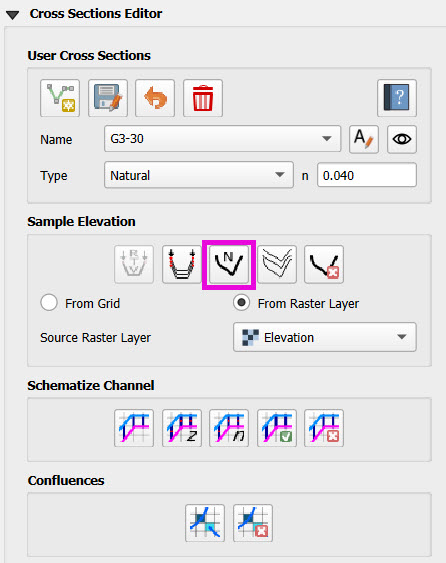 Cross Sections Editor
User Cross Sections
?
Name G3-30 A
Type Natural n 0.040
Sample Elevation
R T V N
From Grid From Raster Layer
Source Raster Layer Elevation
Schematize Channel
z n
Confluences